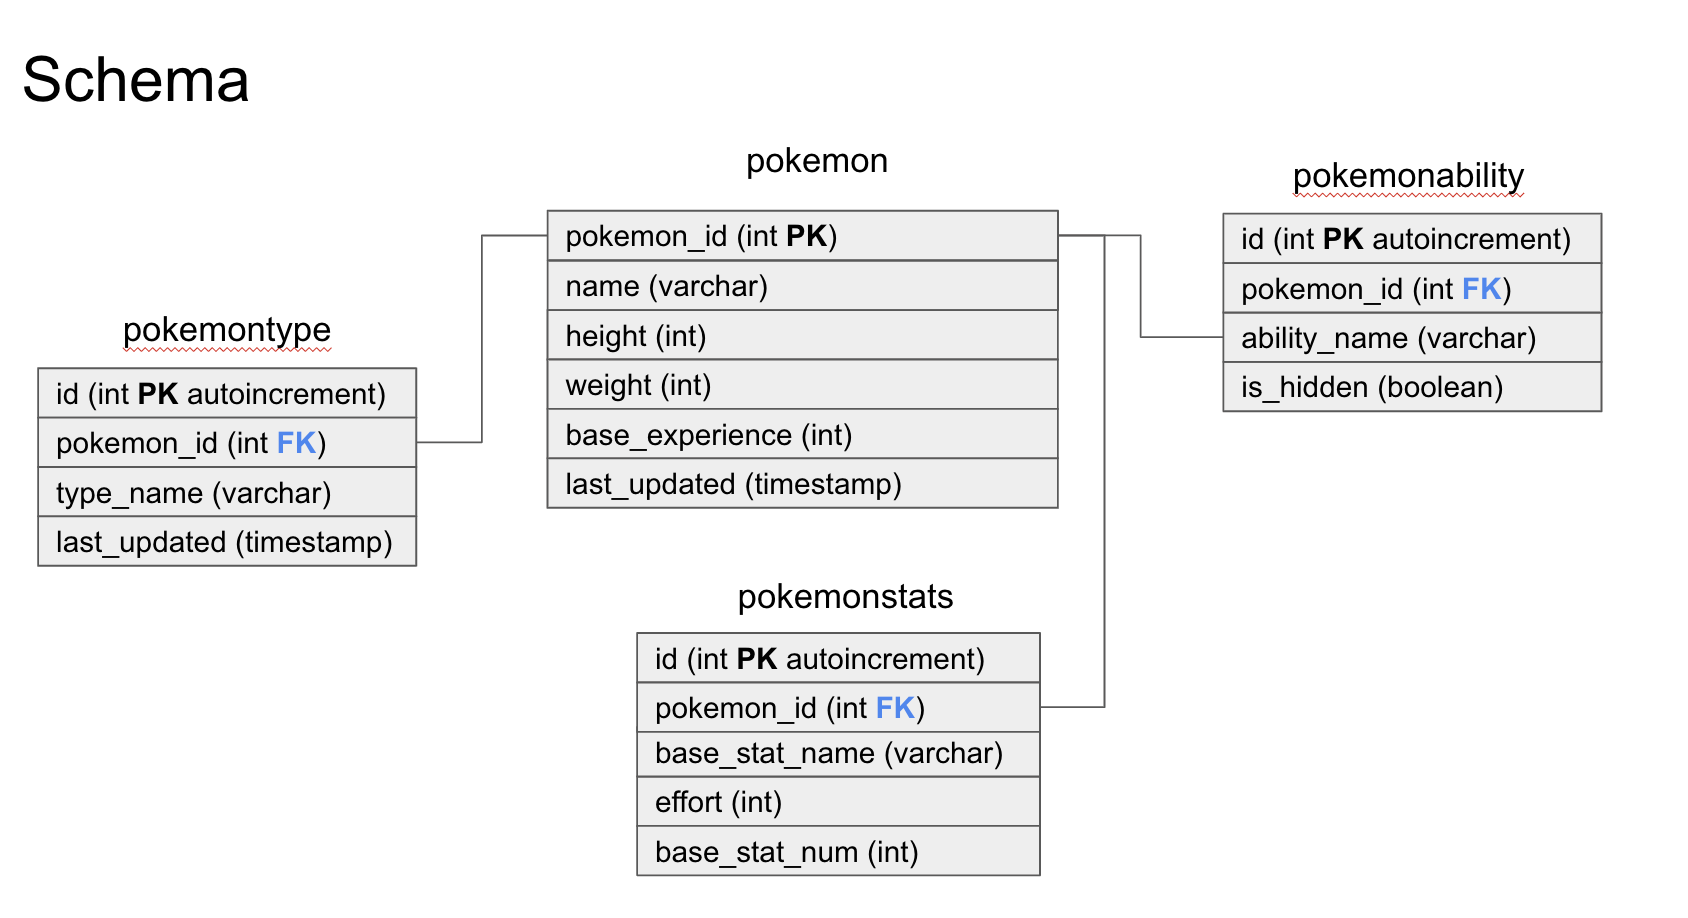 Schema
pokemon
pokemon_id (int PK)
name (varchar)
height (int)
weight (int)
base_experience (int)
last_updated (timestamp)
pokemonability
id (int PK autoincrement)
pokemon_id (int FK)
ability_name (varchar)
is_hidden (boolean)
pokemontype
id (int PK autoincrement)
pokemon_id (int FK)
type_name (varchar)
last_updated (timestamp)
pokemonstats
id (int PK autoincrement)
pokemon_id (int FK)
base_stat_name (varchar)
effort (int)
base_stat_num (int)